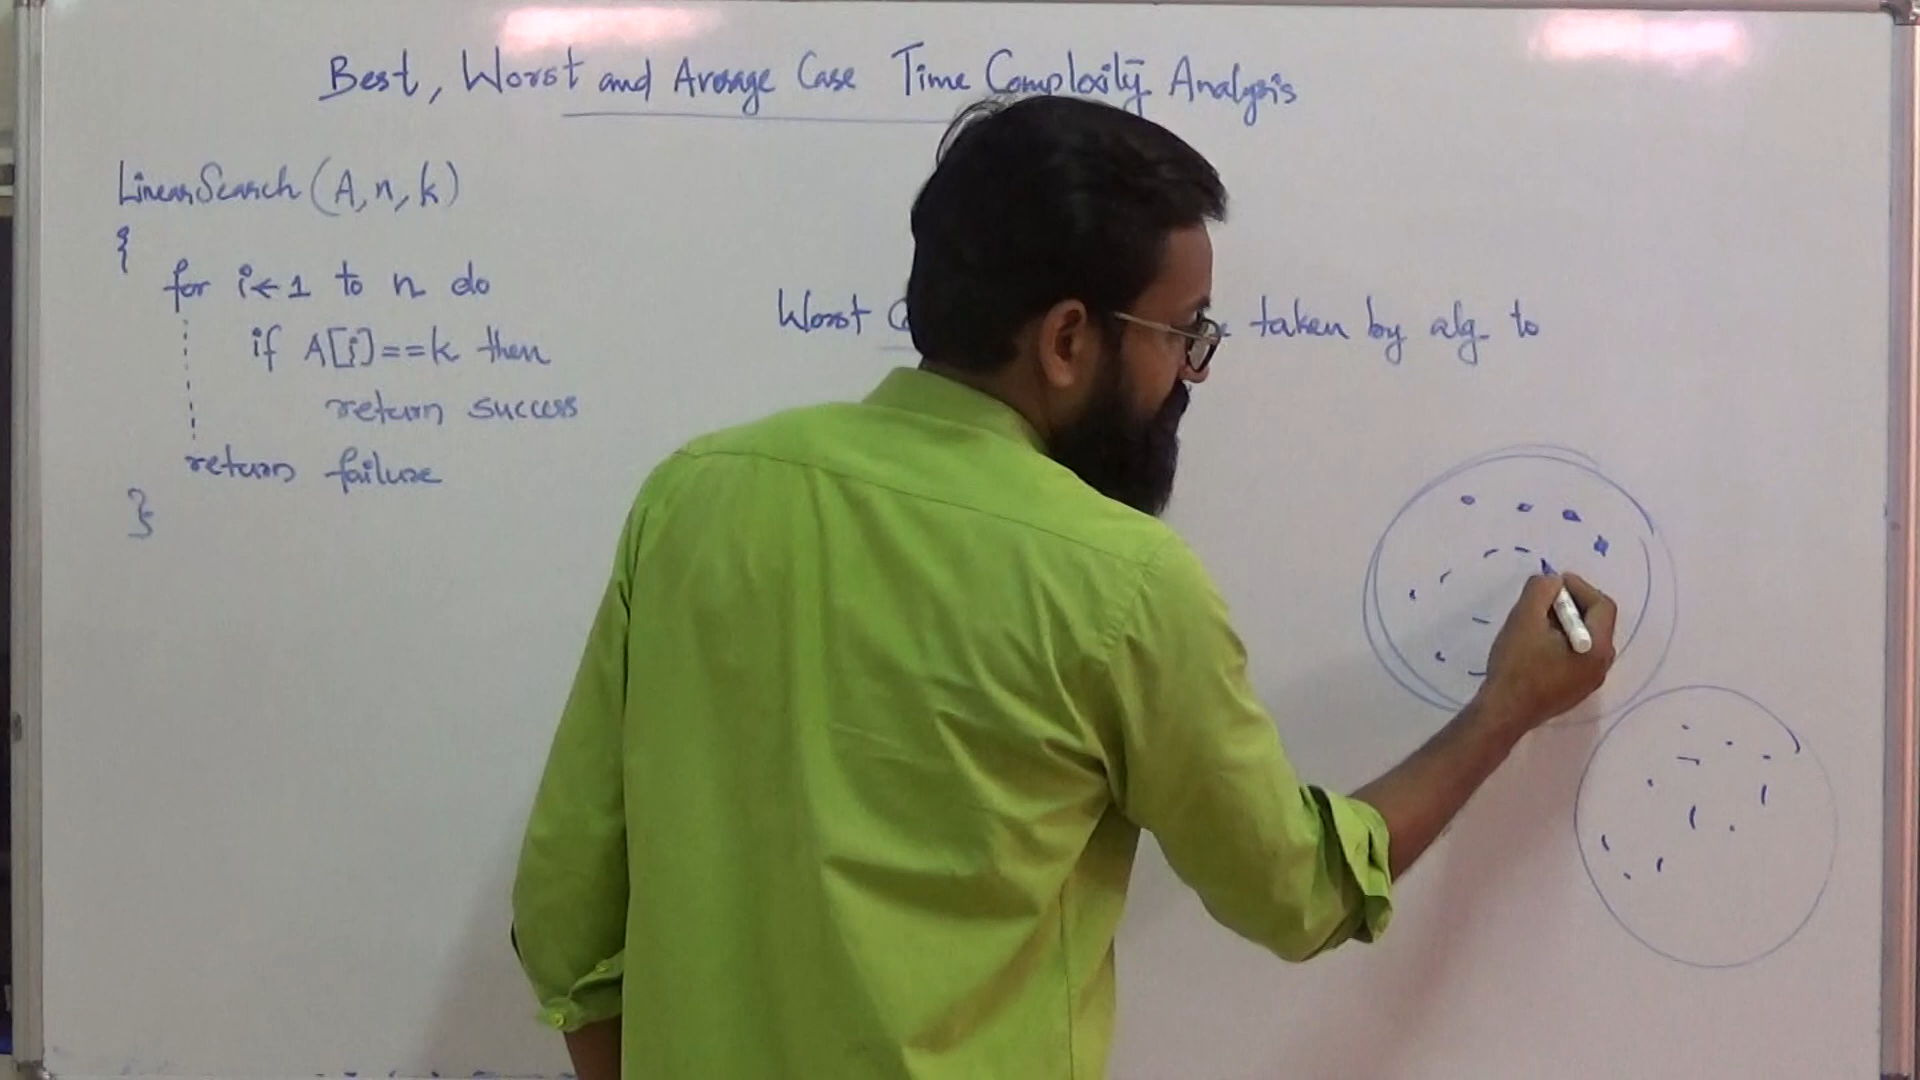 Best, Worst and Average Case Time Complexity Analysis
LinearSearch (A, n, k)
{
for i ← 1 to n do
if A[i] == k then
return success
return failure
}
Worst taken by alg. to